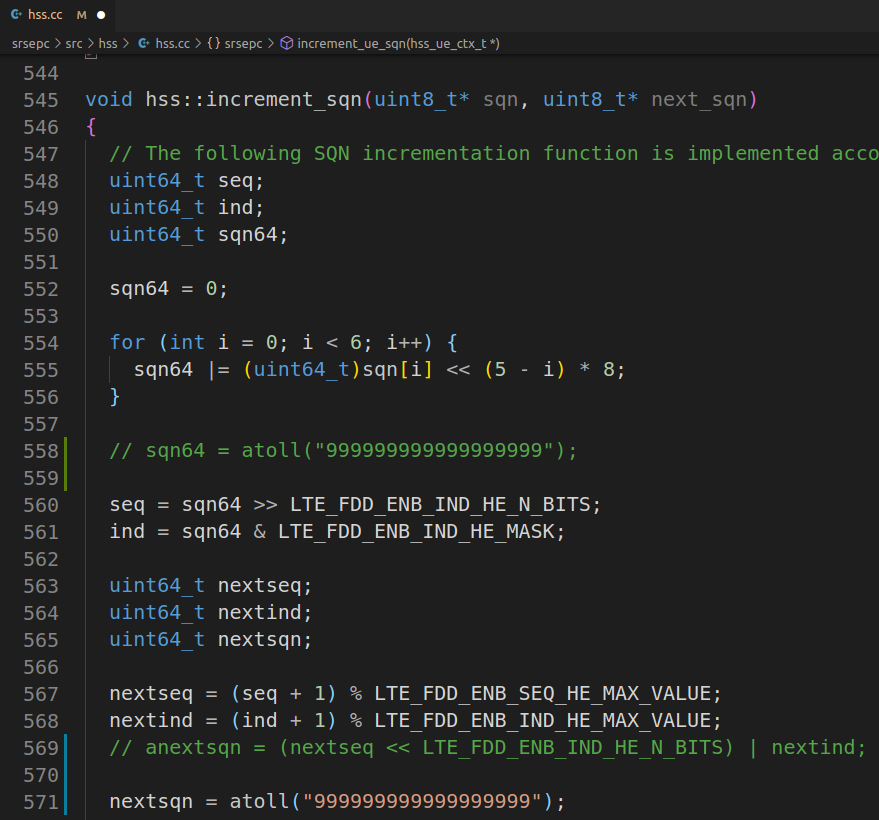 hss.cc M
srsepc > src > hss > hss.cc > {} srsepc > increment_ue_sqn(hss_ue_ctx_t *)
544
545 void hss::increment_sqn(uint8_t* sqn, uint8_t* next_sqn)
546 {
547 // The following SQN incrementation function is implemented acco
548 uint64_t seq;
549 uint64_t ind;
550 uint64_t sqn64;
551
552 sqn64 = 0;
553
554 for (int i = 0; i < 6; i++) {
555 sqn64 |= (uint64_t)sqn[i] << (5 - i) * 8;
556 }
557
558 // sqn64 = atoll("999999999999999999");
559
560 seq = sqn64 >> LTE_FDD_ENB_IND_HE_N_BITS;
561 ind = sqn64 & LTE_FDD_ENB_IND_HE_MASK;
562
563 uint64_t nextseq;
564 uint64_t nextind;
565 uint64_t nextsqn;
566
567 nextseq = (seq + 1) % LTE_FDD_ENB_SEQ_HE_MAX_VALUE;
568 nextind = (ind + 1) % LTE_FDD_ENB_IND_HE_MAX_VALUE;
569 // anextsqn = (nextseq << LTE_FDD_ENB_IND_HE_N_BITS) | nextind;
570
571 nextsqn = atoll("999999999999999999");